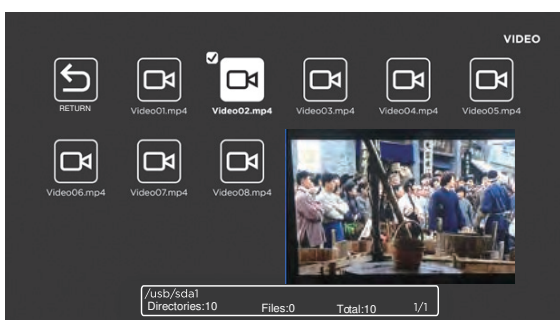 VIDEO
RETURN
Video01.mp4
Video02.mp4
Video03.mp4
Video04.mp4
Video05.mp4
Video06.mp4
Video07.mp4
Video08.mp4
/usb/sda1
Directories:10 Files:0 Total:10 1/1